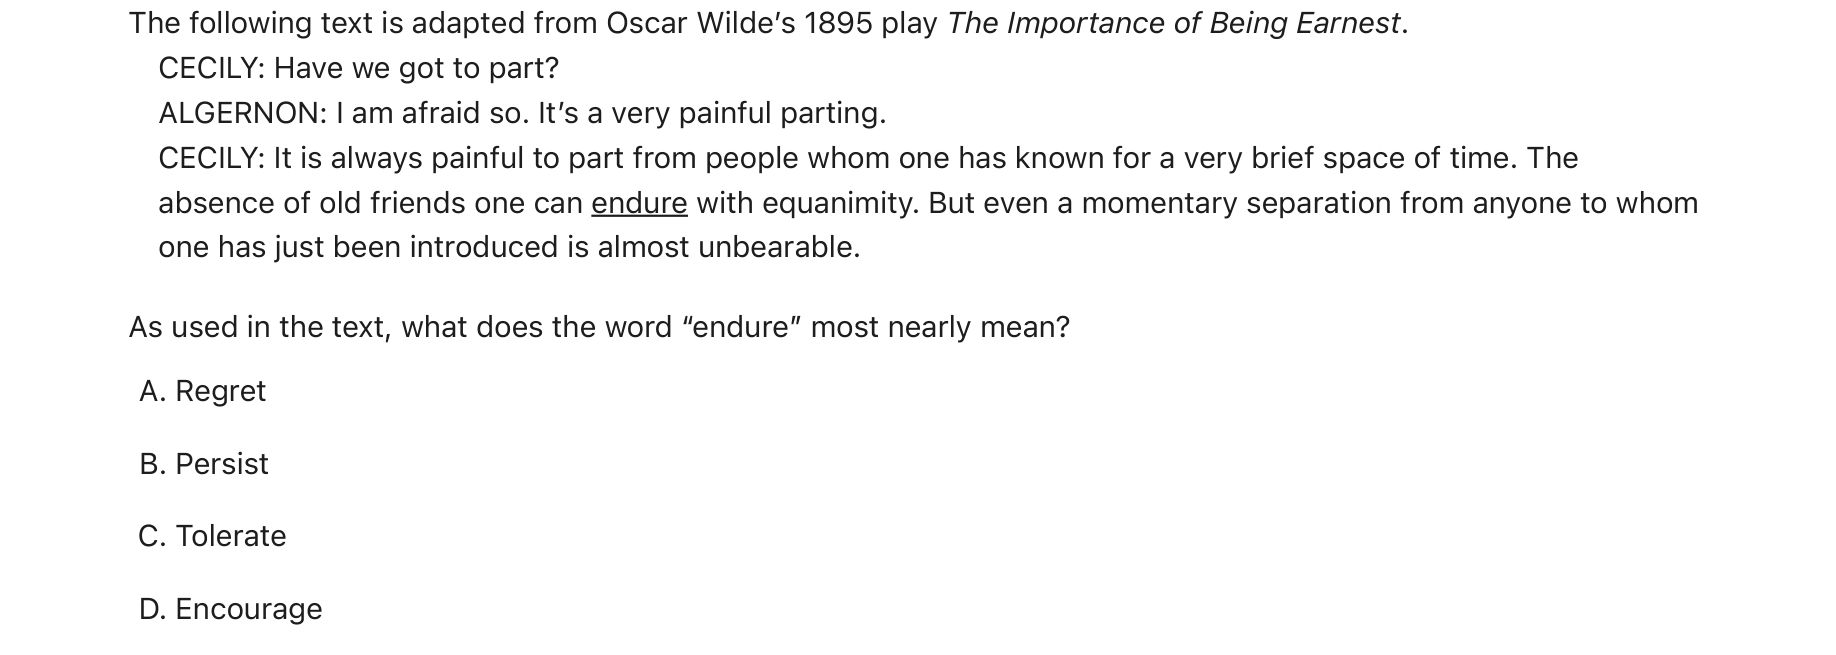 The following text is adapted from Oscar Wilde’s 1895 play The Importance of Being Earnest.
CECILY: Have we got to part?
ALGERNON: I am afraid so. It’s a very painful parting.
CECILY: It is always painful to part from people whom one has known for a very brief space of time. The
absence of old friends one can endure with equanimity. But even a momentary separation from anyone to whom
one has just been introduced is almost unbearable.
As used in the text, what does the word “endure” most nearly mean?
A. Regret
B. Persist
C. Tolerate
D. Encourage